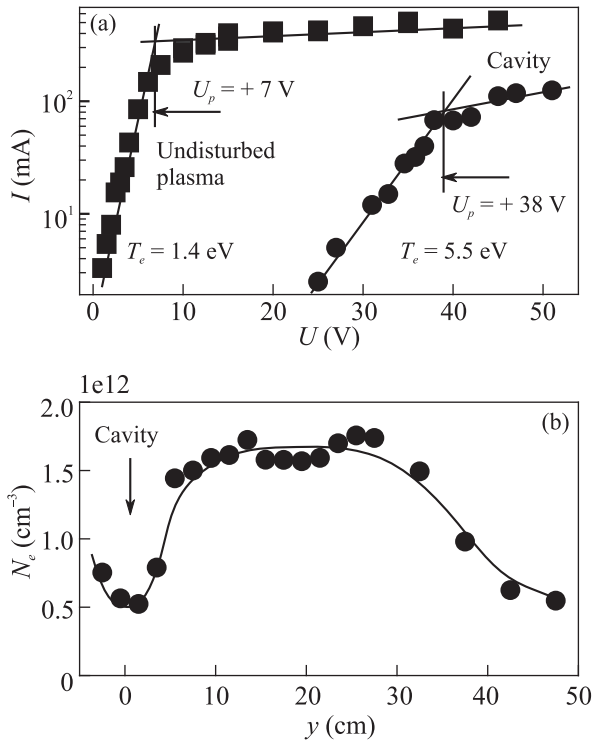 (a)
Cavity
U_p = + 7 V
10²
Undisturbed
plasma
I (mA)
U_p = + 38 V
10¹
T_e = 1.4 eV
T_e = 5.5 eV
0 10 20 30 40 50
U (V)
1e12
2.0
(b)
Cavity
1.5
N_e (cm⁻³)
1.0
0.5
0
0 10 20 30 40 50
y (cm)